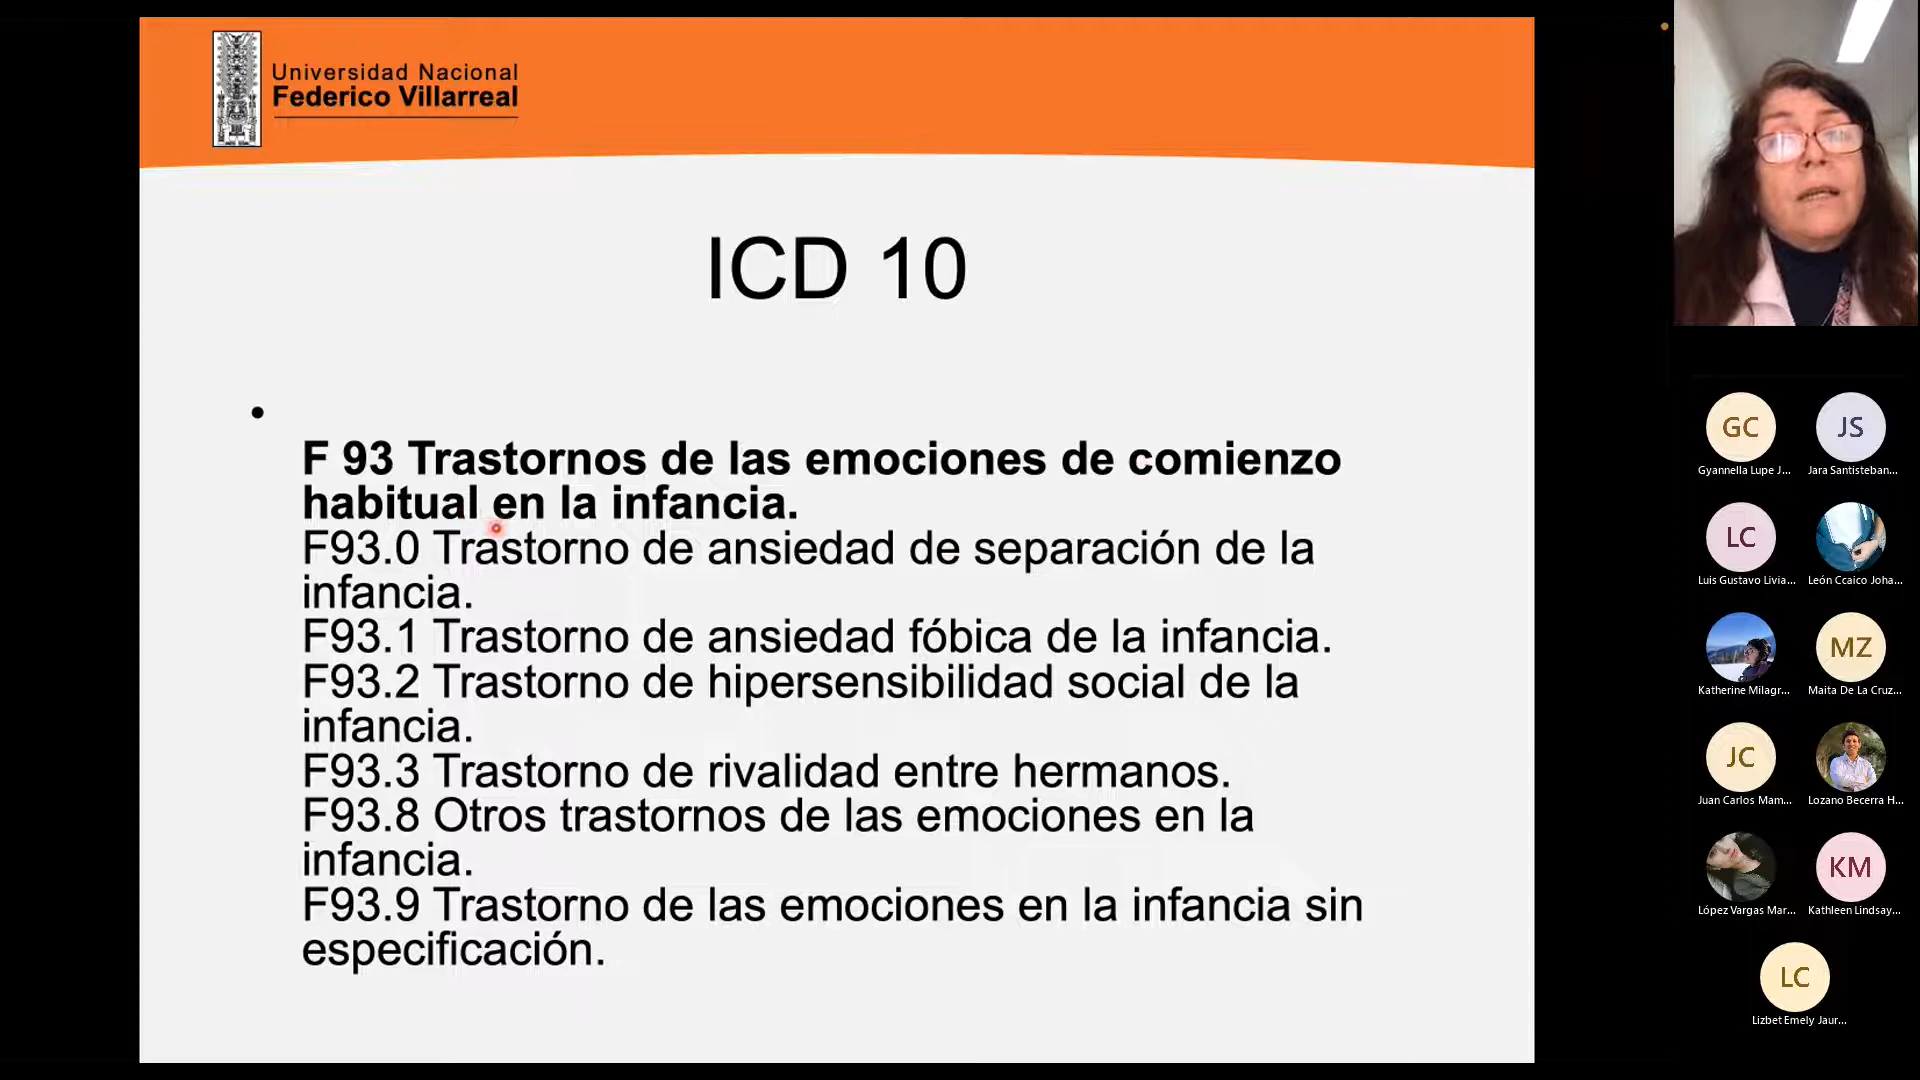 Universidad Nacional
Federico Villarreal
ICD 10
F 93 Trastornos de las emociones de comienzo
habitual en la infancia.
F93.0 Trastorno de ansiedad de separación de la
infancia.
F93.1 Trastorno de ansiedad fóbica de la infancia.
F93.2 Trastorno de hipersensibilidad social de la
infancia.
F93.3 Trastorno de rivalidad entre hermanos.
F93.8 Otros trastornos de las emociones en la
infancia.
F93.9 Trastorno de las emociones en la infancia sin
especificación.
GC
Gyannella Lupe J...
JS
Jara Santisteban...
LC
Luis Gustavo Livia...
León Ccaico Joha...
Katherine Milagr...
MZ
Maita De La Cruz...
JC
Juan Carlos Mam...
Lozano Becerra H...
López Vargas Mar...
KM
Kathleen Lindsay...
LC
Lizbet Emely Jaur...